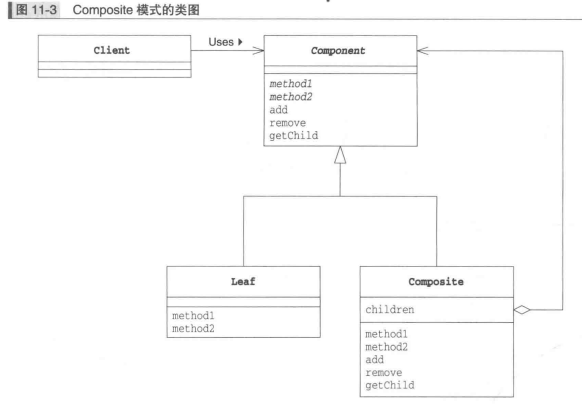 图 11-3 Composite 模式的类图
Client
Uses
Component
method1
method2
add
remove
getChild
Leaf
method1
method2
Composite
children
method1
method2
add
remove
getChild